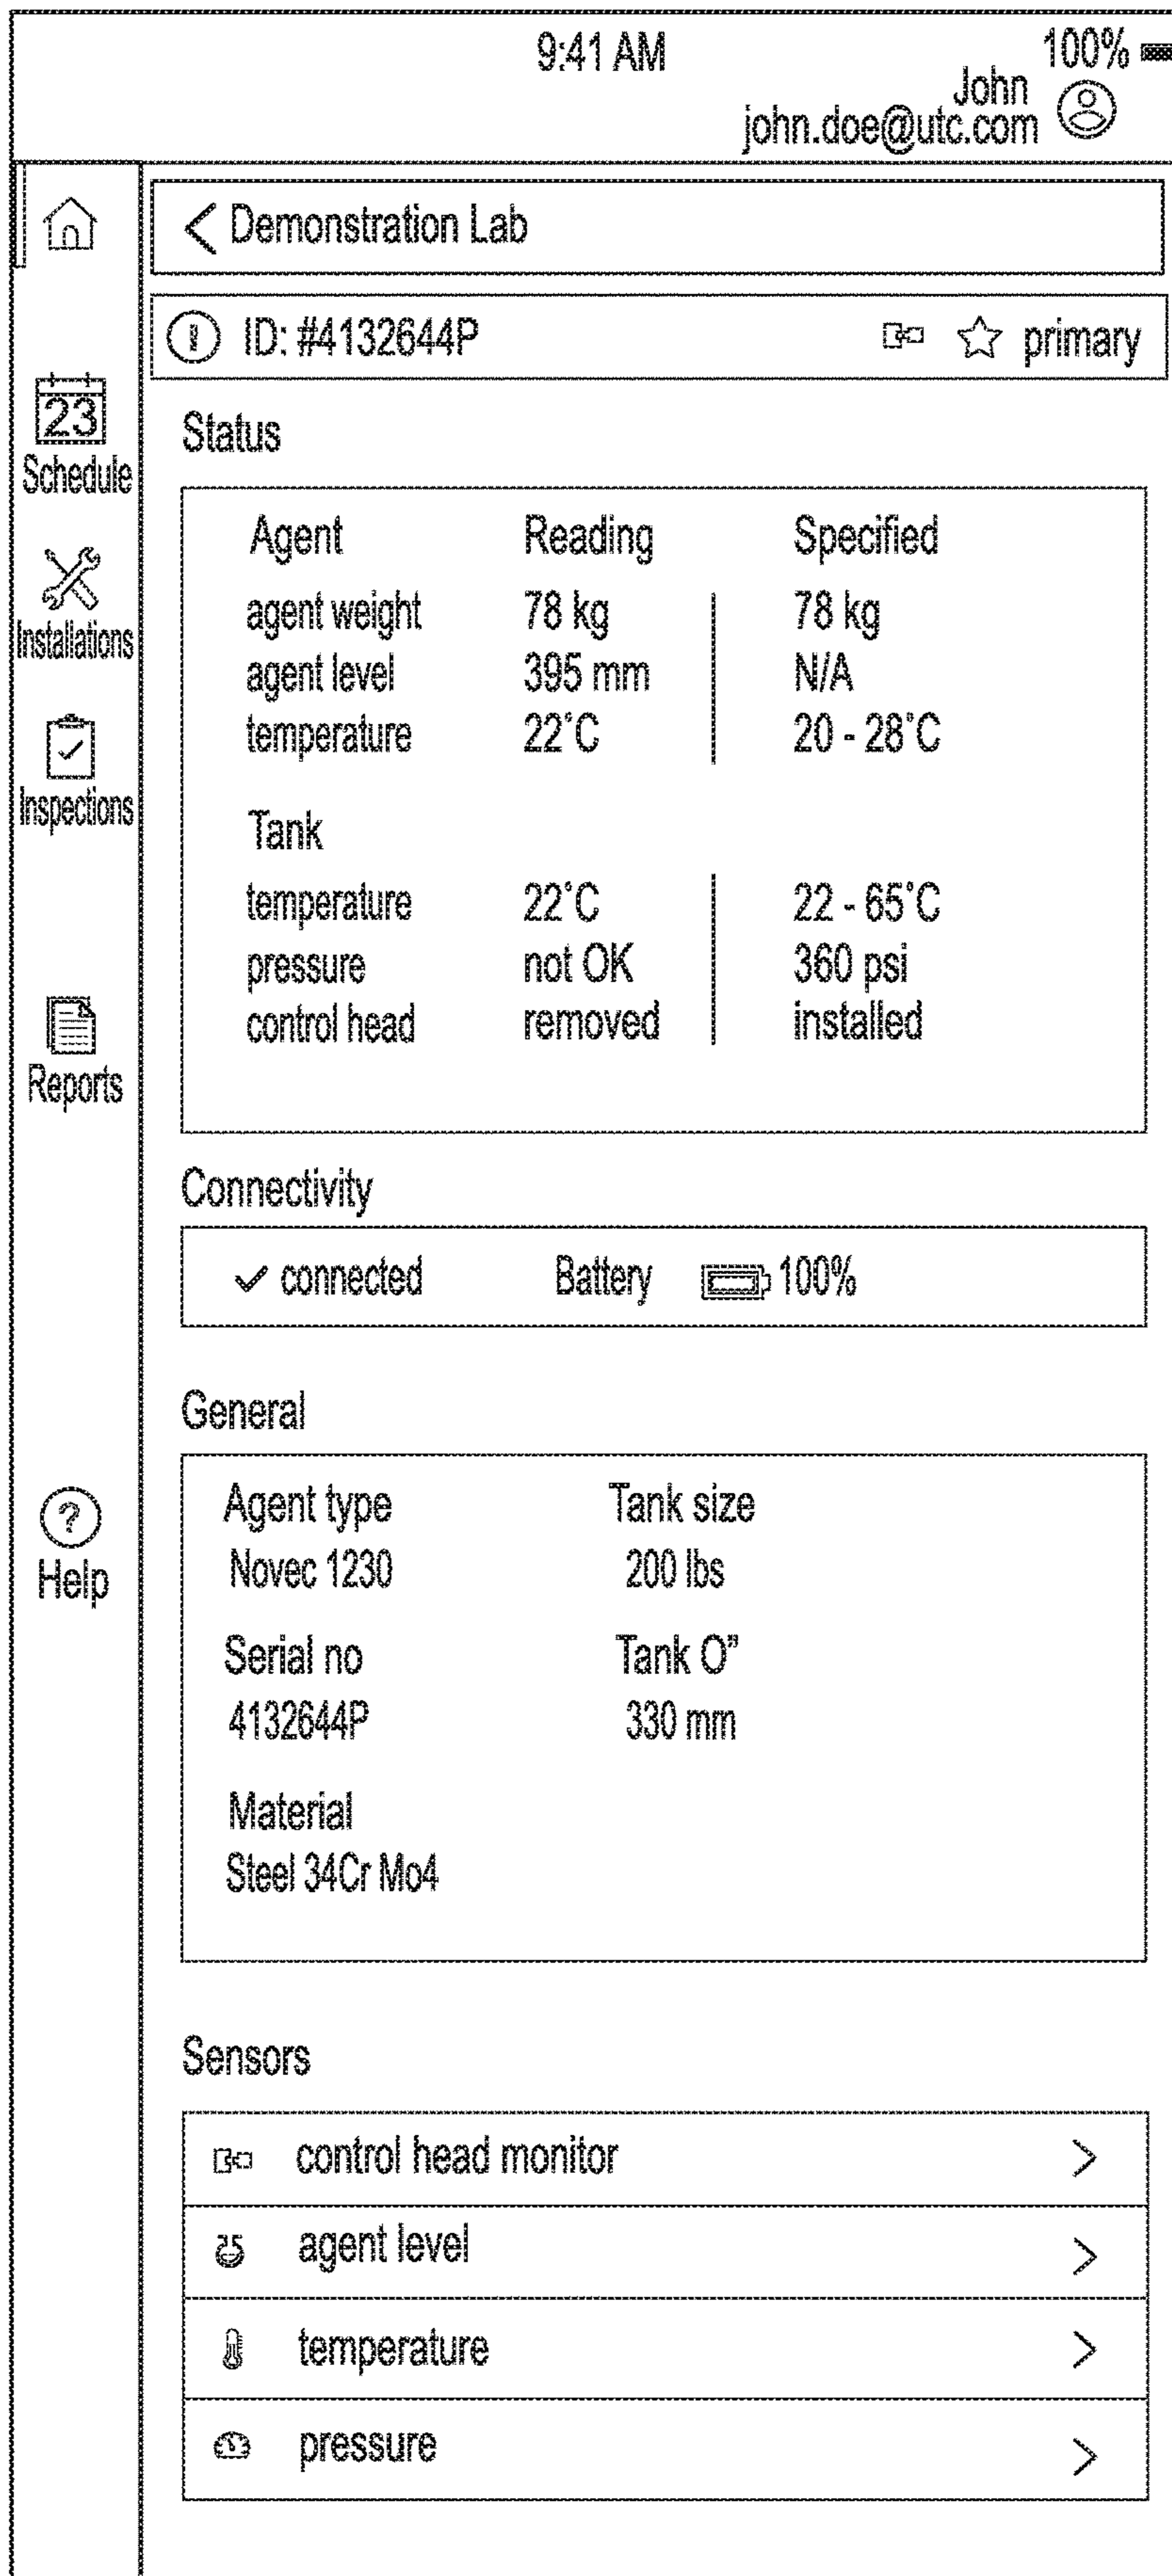 9:41 AM 100%
John
john.doe@utc.com
Demonstration Lab
ID: #4132644P primary
23
Schedule
Installations
Inspections
Reports
Help
Status
Agent Reading Specified
agent weight 78 kg 78 kg
agent level 395 mm N/A
temperature 22°C 20 - 28°C
Tank
temperature 22°C 22 - 65°C
pressure not OK 360 psi
control head removed installed
Connectivity
connected Battery 100%
General
Agent type Tank size
Novec 1230 200 lbs
Serial no Tank O”
4132644P 330 mm
Material
Steel 34Cr Mo4
Sensors
control head monitor
agent level
temperature
pressure